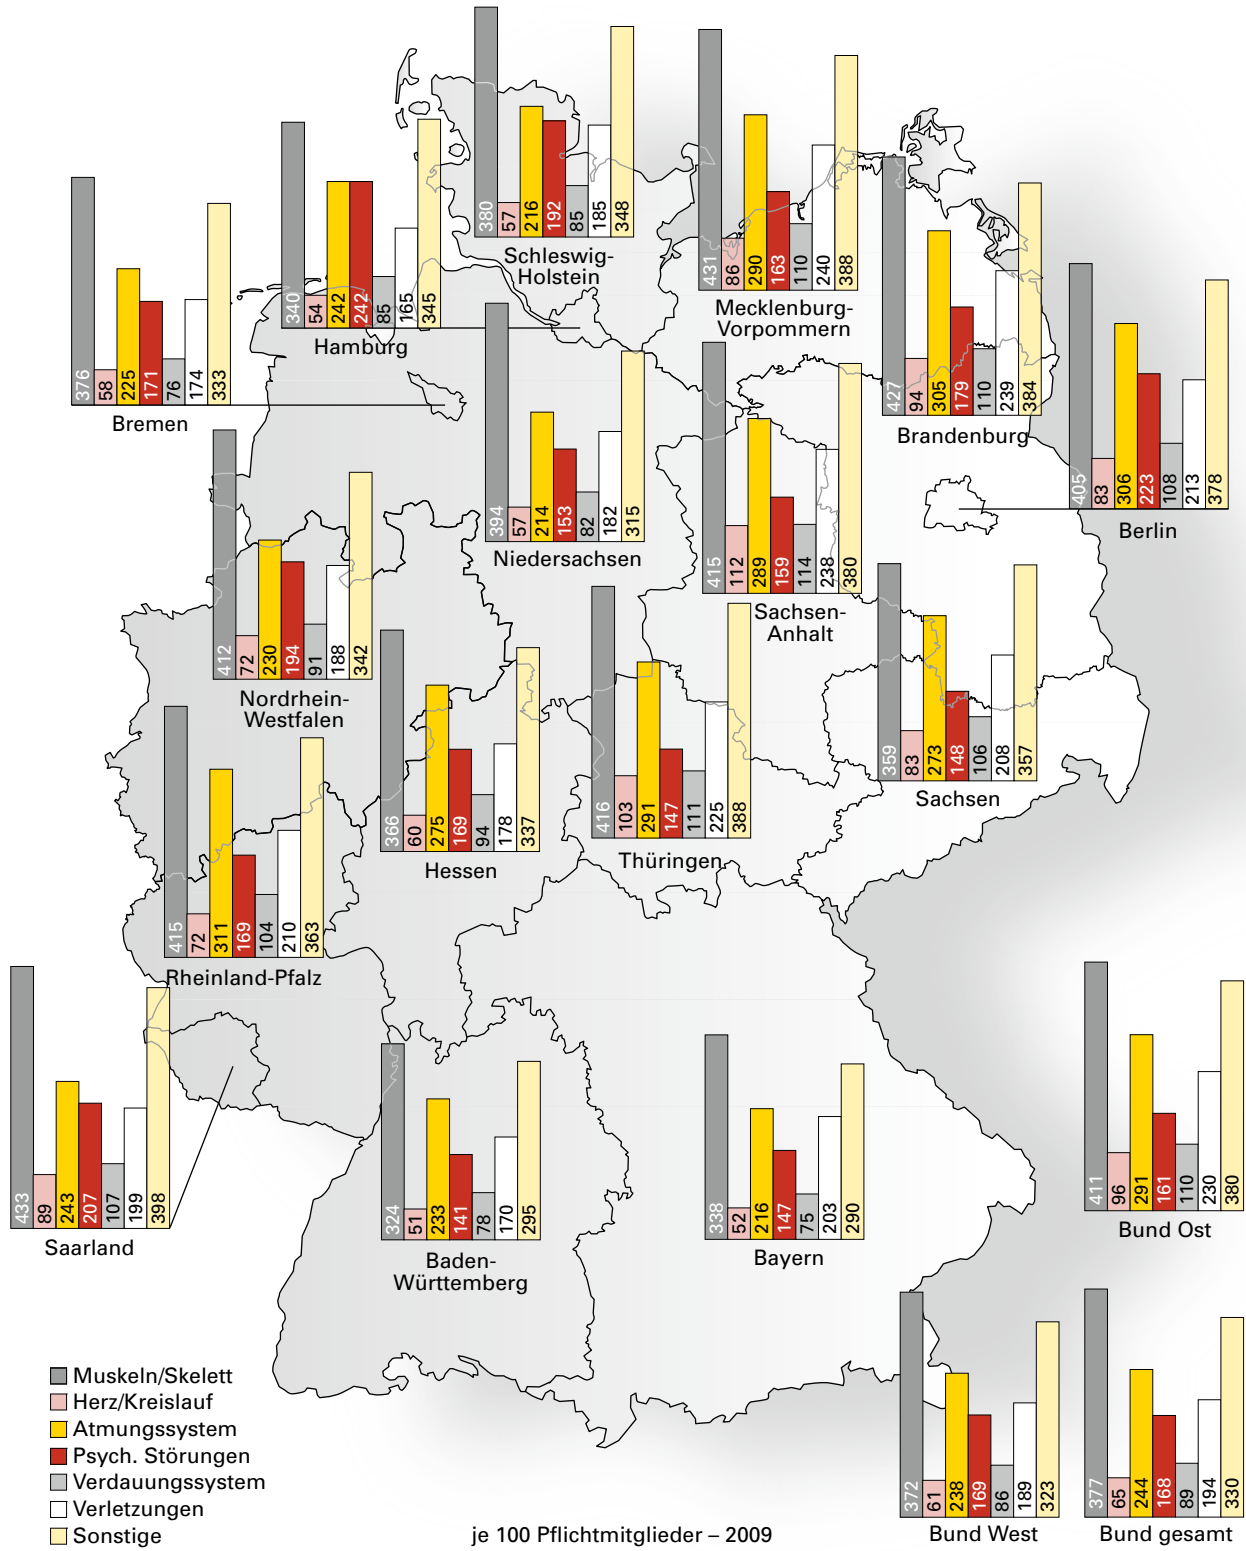 380 57 216 192 85 185 348
Schleswig-
Holstein
431 86 290 163 110 240 388
Mecklenburg-
Vorpommern
340 54 242 242 85 165 345
Hamburg
376 58 225 171 76 174 333
Bremen
427 94 305 179 110 239 384
Brandenburg
405 83 306 223 108 213 378
Berlin
394 57 214 153 82 182 315
Niedersachsen
415 112 289 159 114 238 380
Sachsen-
Anhalt
412 72 230 194 91 188 342
Nordrhein-
Westfalen
359 83 273 148 106 208 357
Sachsen
366 60 275 169 94 178 337
Hessen
416 103 291 147 111 225 388
Thüringen
415 72 311 169 104 210 363
Rheinland-Pfalz
433 89 243 207 107 199 398
Saarland
324 51 233 141 78 170 295
Baden-
Württemberg
338 52 216 147 75 203 290
Bayern
411 96 291 161 110 230 380
Bund Ost
372 61 238 169 86 189 323
Bund West
377 65 244 168 89 194 330
Bund gesamt
Muskeln/Skelett
Herz/Kreislauf
Atmungssystem
Psych. Störungen
Verdauungssystem
Verletzungen
Sonstige
je 100 Pflichtmitglieder – 2009